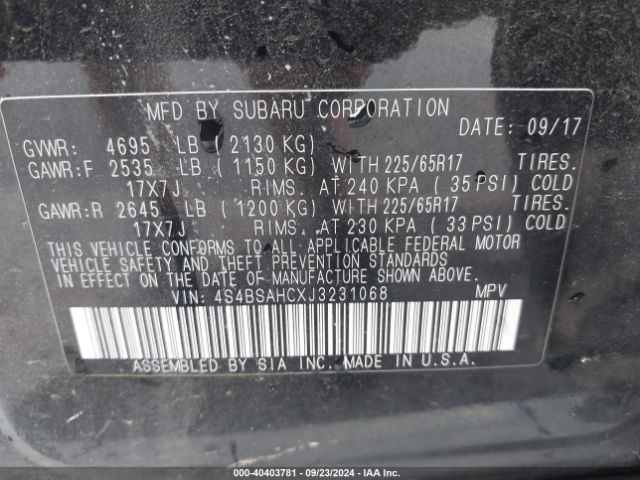 MFD BY SUBARU CORPORATION
DATE: 09/17
GVWR: 4695 LB ( 2130 KG)
GAWR:F 2535 LB ( 1150 KG) WITH 225/65R17 TIRES.
17X7J RIMS. AT 240 KPA ( 35 PSI) COLD
GAWR:R 2645 LB ( 1200 KG) WITH 225/65R17 TIRES.
17X7J RIMS. AT 230 KPA ( 33 PSI) COLD
THIS VEHICLE CONFORMS TO ALL APPLICABLE FEDERAL MOTOR
VEHICLE SAFETY AND THEFT PREVENTION STANDARDS
IN EFFECT ON THE DATE OF MANUFACTURE SHOWN ABOVE.
VIN: 4S4BSAHCXJ3231068 MPV
ASSEMBLED BY SIA INC. MADE IN U.S.A.
000-40403781 - 09/23/2024 - IAA Inc.